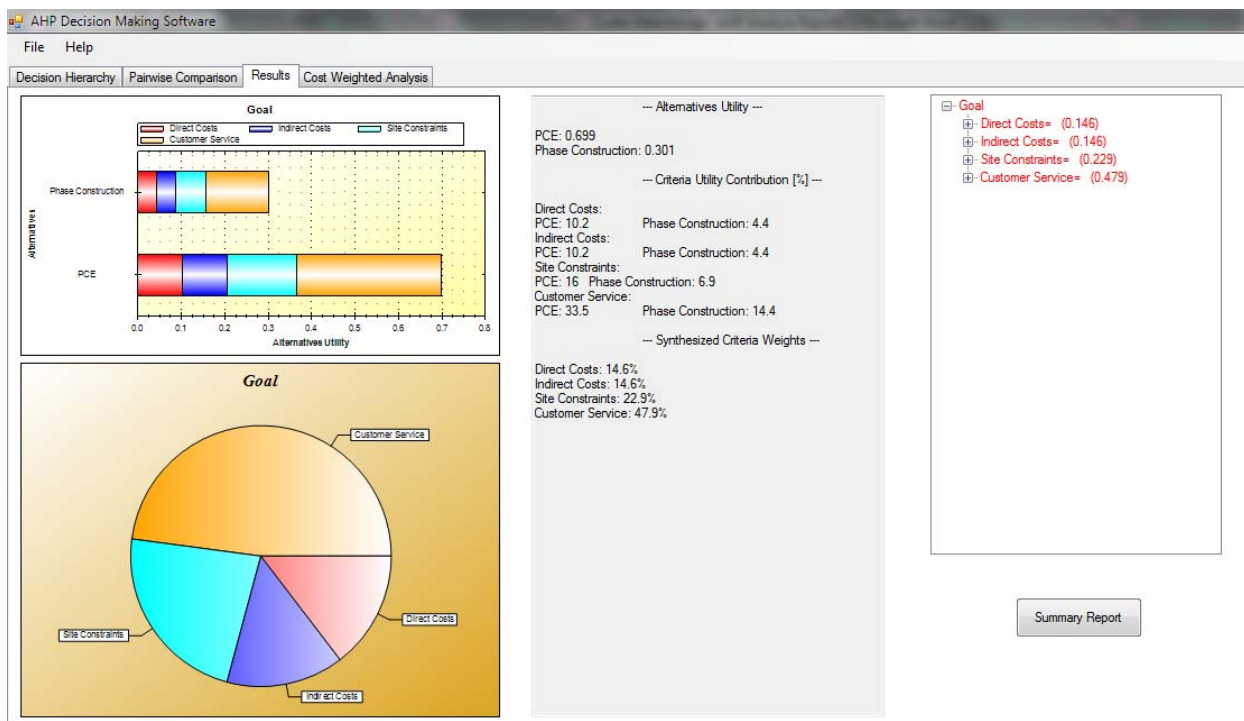 AHP Decision Making Software
File Help
Decision Hierarchy Pairwise Comparison Results Cost Weighted Analysis
Goal
Direct Costs Indirect Costs Site Constraints
Customer Service
Alternatives
Phase Construction
PCE
0.0 0.1 0.2 0.3 0.4 0.5 0.6 0.7 0.8
Alternatives Utility
Goal
Customer Service
Site Constraints
Direct Costs
Indirect Costs
--- Alternatives Utility ---
PCE: 0.699
Phase Construction: 0.301
--- Criteria Utility Contribution [%] ---
Direct Costs:
PCE: 10.2 Phase Construction: 4.4
Indirect Costs:
PCE: 10.2 Phase Construction: 4.4
Site Constraints:
PCE: 16 Phase Construction: 6.9
Customer Service:
PCE: 33.5 Phase Construction: 14.4
--- Synthesized Criteria Weights ---
Direct Costs: 14.6%
Indirect Costs: 14.6%
Site Constraints: 22.9%
Customer Service: 47.9%
Goal
Direct Costs= (0.146)
Indirect Costs= (0.146)
Site Constraints= (0.229)
Customer Service= (0.479)
Summary Report